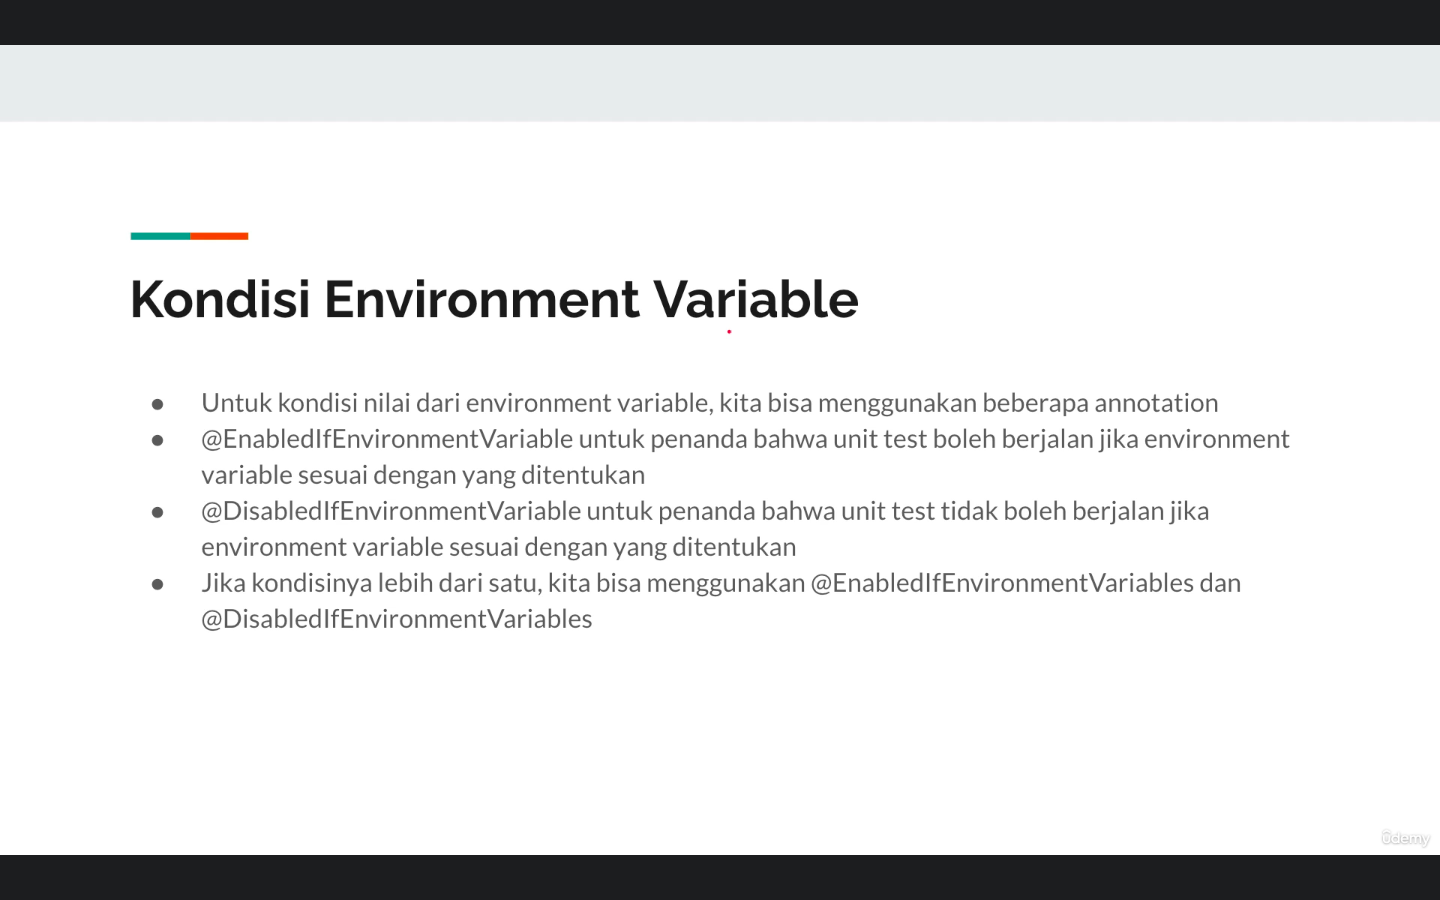 Kondisi Environment Variable
● Untuk kondisi nilai dari environment variable, kita bisa menggunakan beberapa annotation
● @EnabledIfEnvironmentVariable untuk penanda bahwa unit test boleh berjalan jika environment
variable sesuai dengan yang ditentukan
● @DisabledIfEnvironmentVariable untuk penanda bahwa unit test tidak boleh berjalan jika
environment variable sesuai dengan yang ditentukan
● Jika kondisinya lebih dari satu, kita bisa menggunakan @EnabledIfEnvironmentVariables dan
@DisabledIfEnvironmentVariables
Udemy